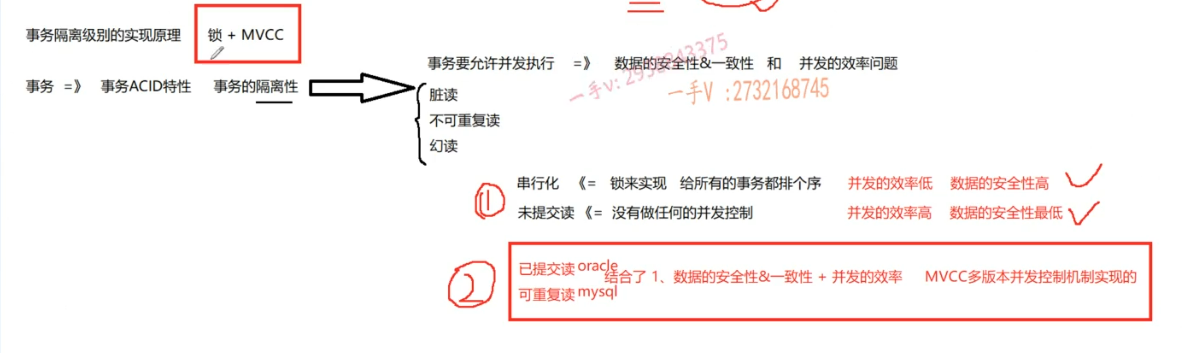 事务隔离级别的实现原理 锁 + MVCC
事务 =》 事务ACID特性 事务的隔离性
事务要允许并发执行 =》 数据的安全性&一致性 和 并发的效率问题
一手v: 2938843375
一手V :2732168745
脏读
不可重复读
幻读
① 串行化 《= 锁来实现 给所有的事务都排个序 并发的效率低 数据的安全性高
未提交读 《= 没有做任何的并发控制 并发的效率高 数据的安全性最低
② 已提交读 oracle 结合了 1、数据的安全性&一致性 + 并发的效率 MVCC多版本并发控制机制实现的
可重复读 mysql